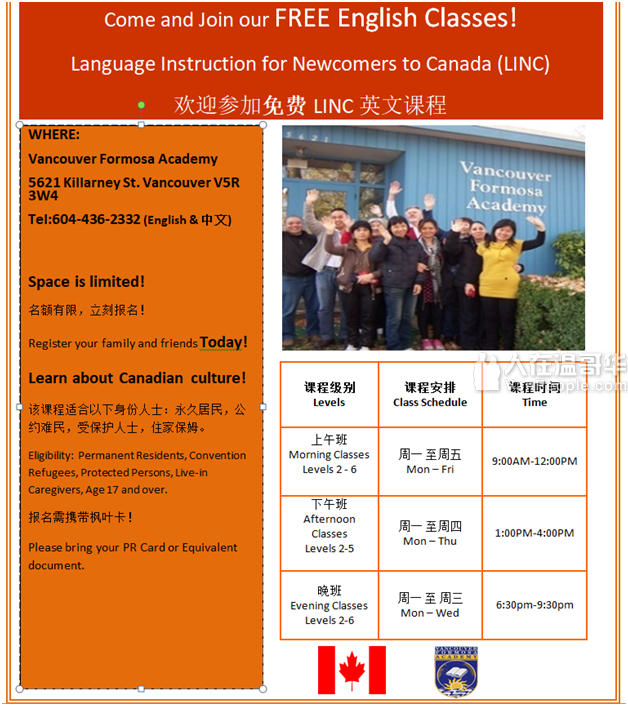 Come and Join our FREE English Classes!
Language Instruction for Newcomers to Canada (LINC)
• 欢迎参加免费 LINC 英文课程
WHERE:
Vancouver Formosa Academy
5621 Killarney St. Vancouver V5R
3W4
Tel:604-436-2332 (English & 中文)
Space is limited!
名額有限，立刻报名！
Register your family and friends Today!
Learn about Canadian culture!
该课程适合以下身份人士：永久居民，公
约难民，受保护人士，住家保姆。
Eligibility: Permanent Residents, Convention
Refugees, Protected Persons, Live-in
Caregivers, Age 17 and over.
报名需携带枫叶卡！
Please bring your PR Card or Equivalent
document.
5621
Vancouver
Formosa
Academy
人在温哥华
课程级别
Levels
课程安排
Class Schedule
课程时间
Time
上午班
Morning Classes
Levels 2 - 6
周一 至周五
Mon – Fri
9:00AM-12:00PM
下午班
Afternoon
Classes
Levels 2-5
周一 至周四
Mon – Thu
1:00PM-4:00PM
晚班
Evening Classes
Levels 2-6
周一 至 周三
Mon – Wed
6:30pm-9:30pm
VANCOUVER
FORMOSA
ACADEMY